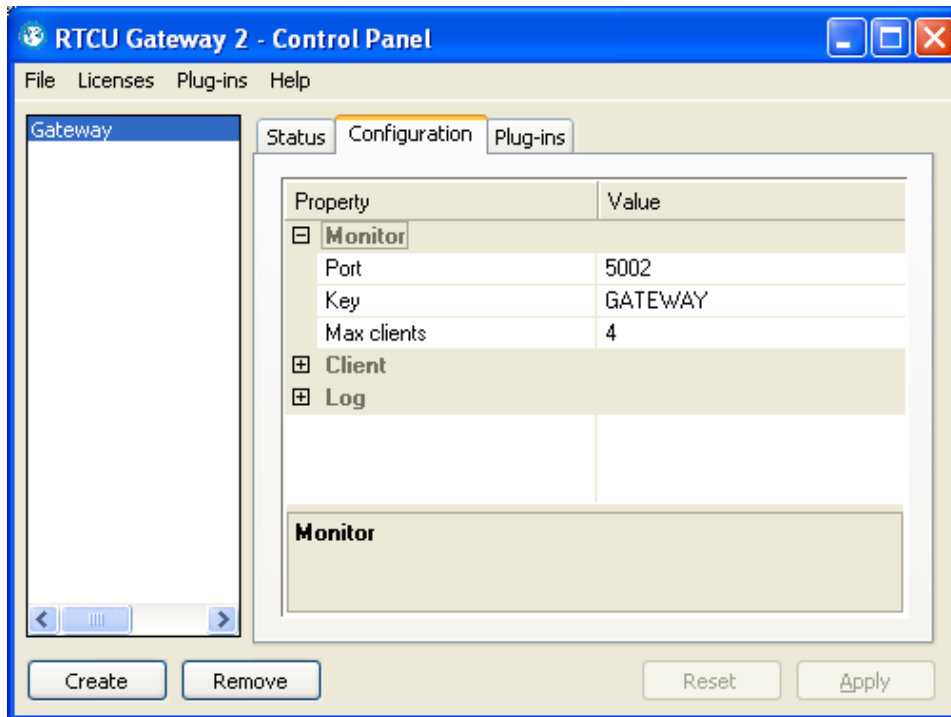 RTCU Gateway 2 - Control Panel
File Licenses Plug-ins Help
Gateway
Status Configuration Plug-ins
Property Value
Monitor
Port 5002
Key GATEWAY
Max clients 4
Client
Log
Monitor
Create Remove Reset Apply